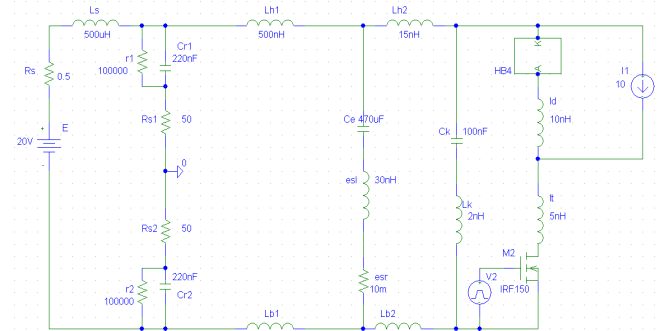 Ls
500uH
Lh1
500nH
Lh2
15nH
r1
100000
Cr1
220nF
HB4
I1
10
Rs
0.5
Rs1
50
Ce 470uF
Ck
100nF
ld
10nH
+
E
20V
-
0
esl
30nH
Lk
2nH
lt
5nH
Rs2
50
M2
V2
IRF150
220nF
Cr2
r2
100000
esr
10m
Lb1
Lb2